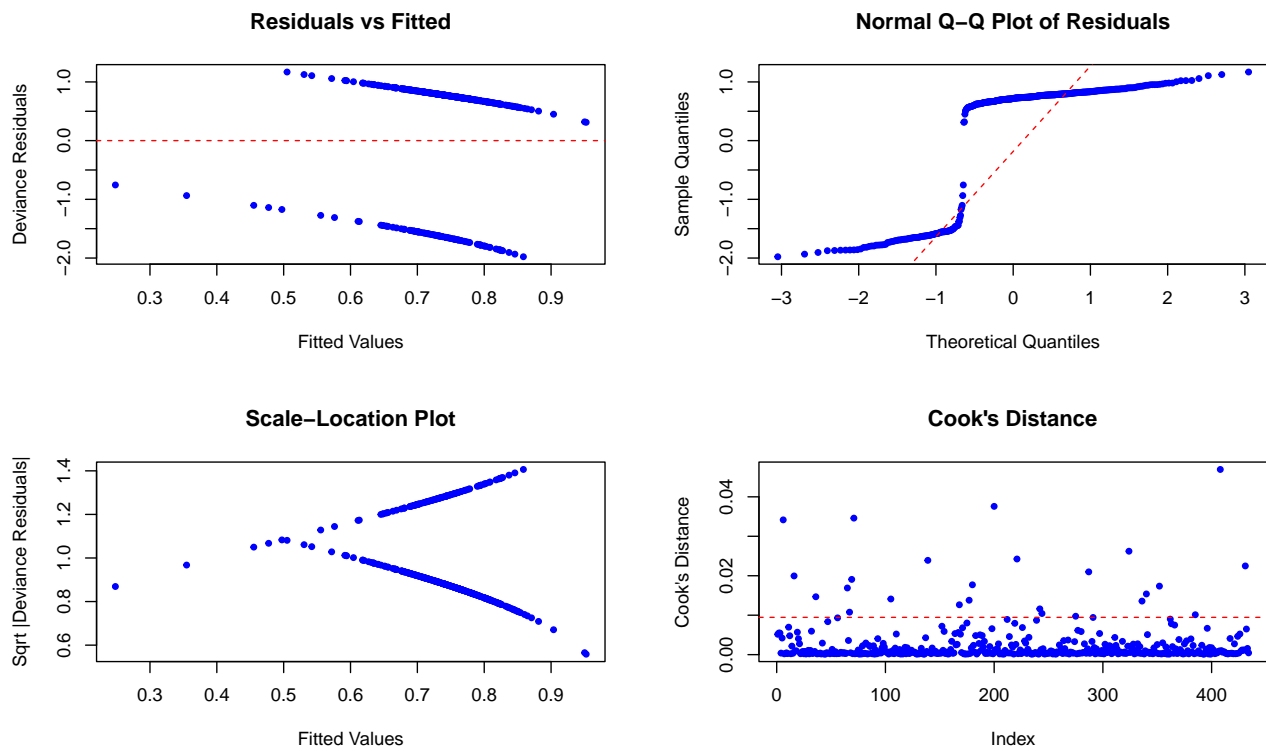 Residuals vs Fitted
Deviance Residuals
1.0
0.0
−1.0
−2.0
0.3 0.4 0.5 0.6 0.7 0.8 0.9
Fitted Values
Normal Q−Q Plot of Residuals
Sample Quantiles
1.0
0.0
−1.0
−2.0
−3 −2 −1 0 1 2 3
Theoretical Quantiles
Scale−Location Plot
Sqrt |Deviance Residuals|
1.4
1.2
1.0
0.8
0.6
0.3 0.4 0.5 0.6 0.7 0.8 0.9
Fitted Values
Cook's Distance
Cook's Distance
0.04
0.02
0.00
0 100 200 300 400
Index